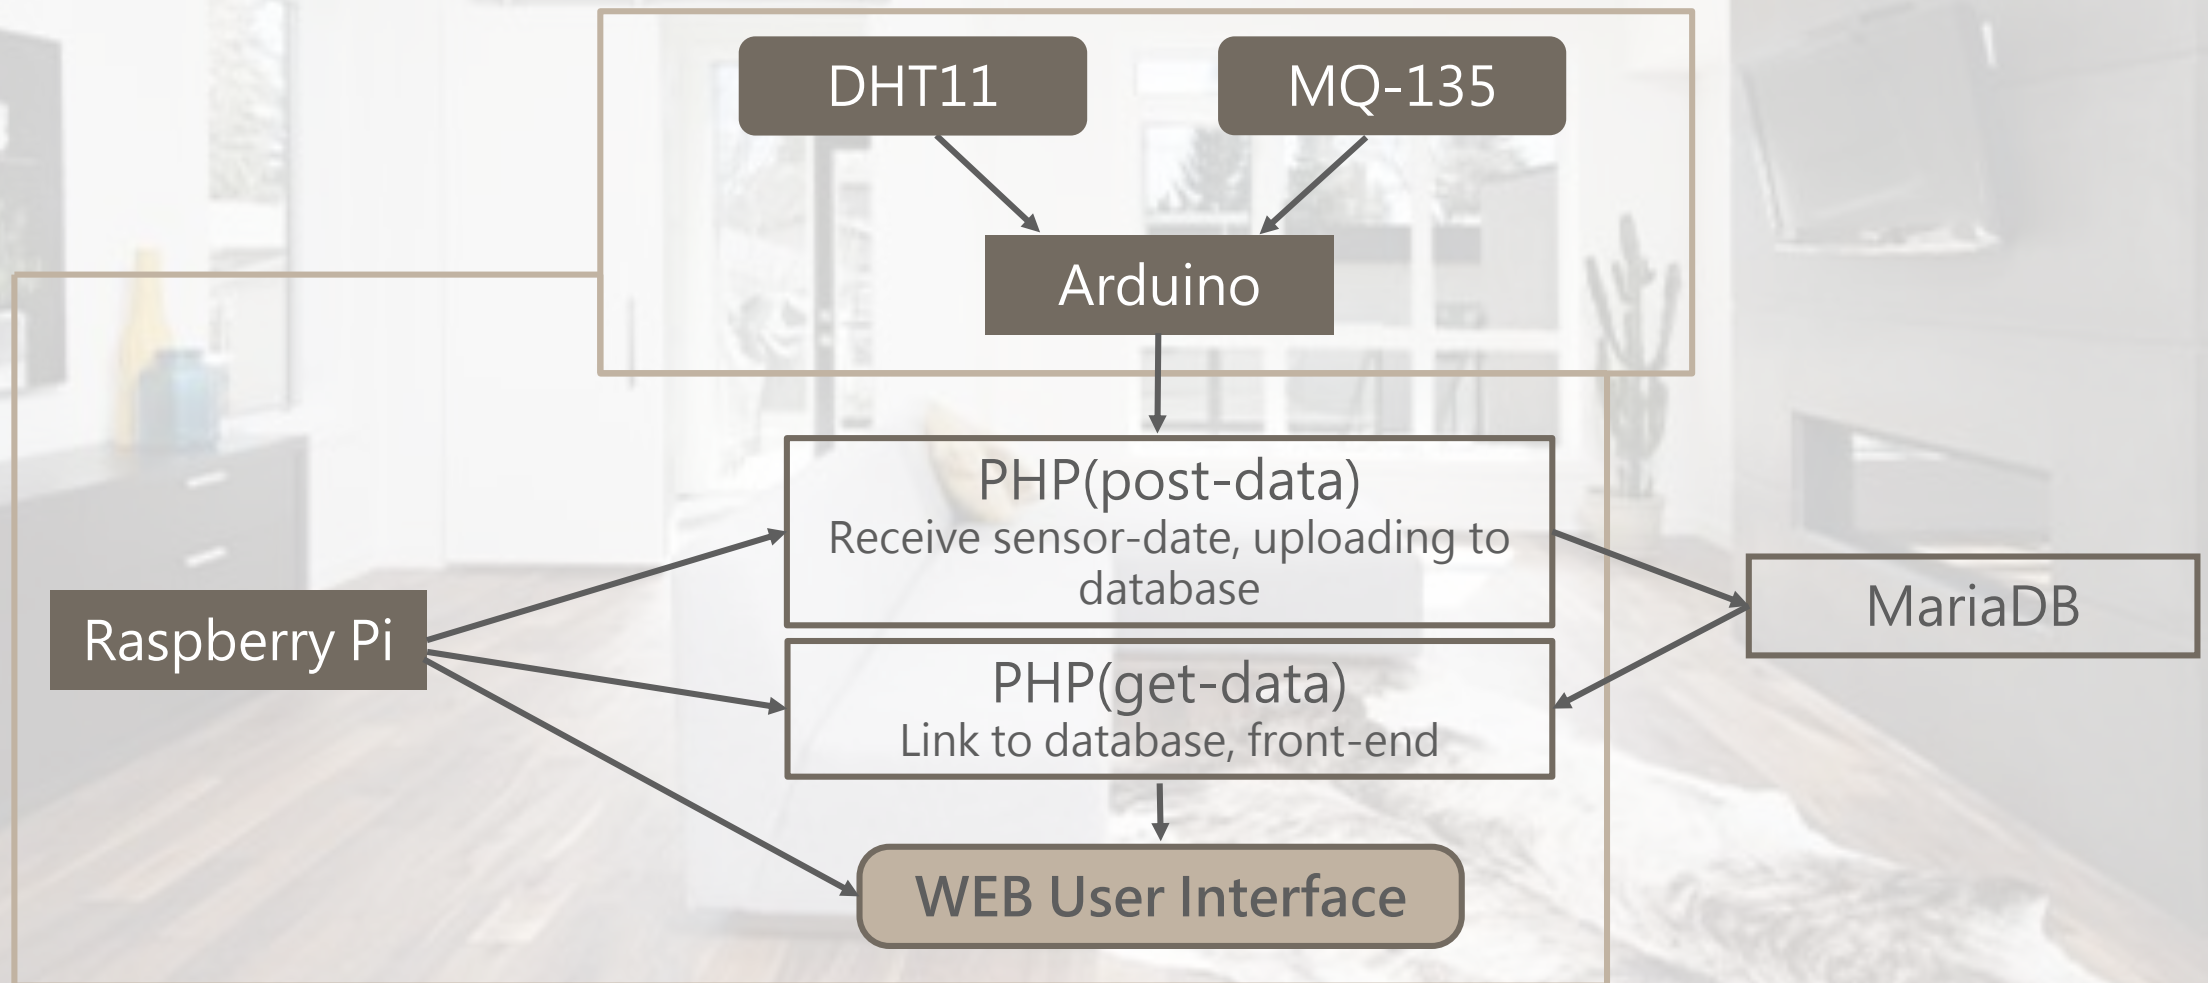 DHT11
MQ-135
Arduino
PHP(post-data)
Receive sensor-date, uploading to
database
Raspberry Pi
MariaDB
PHP(get-data)
Link to database, front-end
WEB User Interface